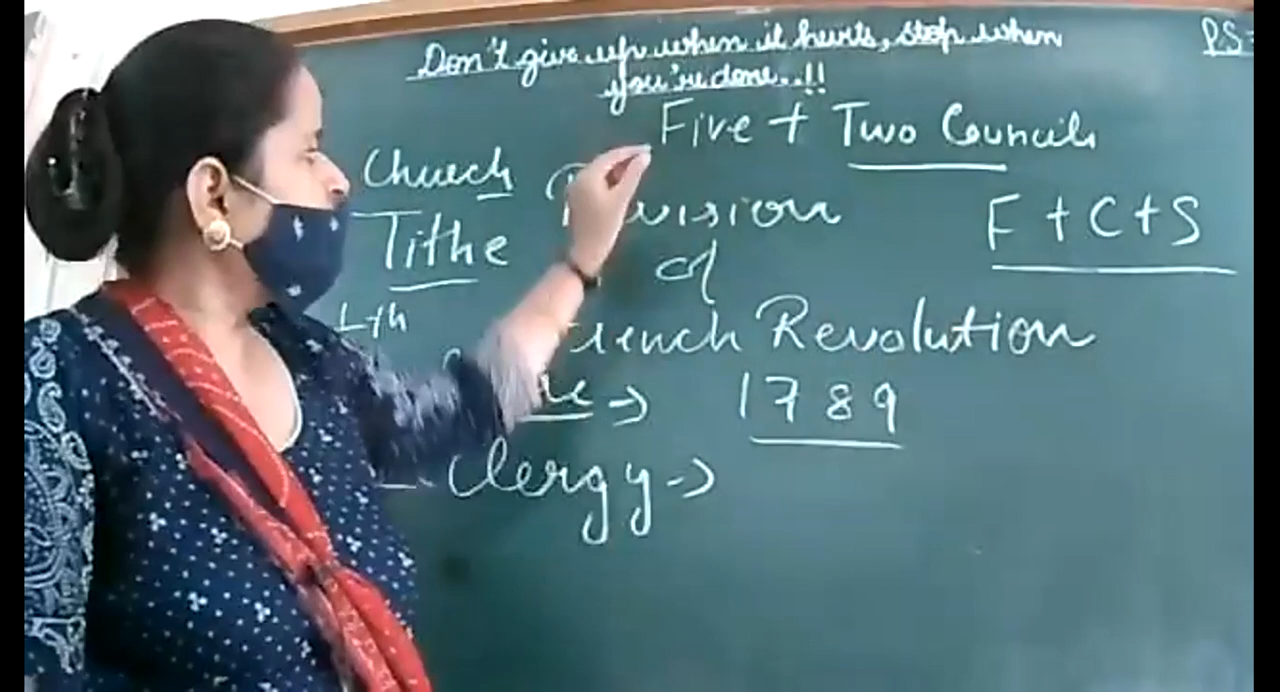 Don't give up when it hurts, stop when
you're done..!!
PS
Five + Two Councils
Church
Tithe
of
F + C + S
French Revolution
→ 1789
Clergy →